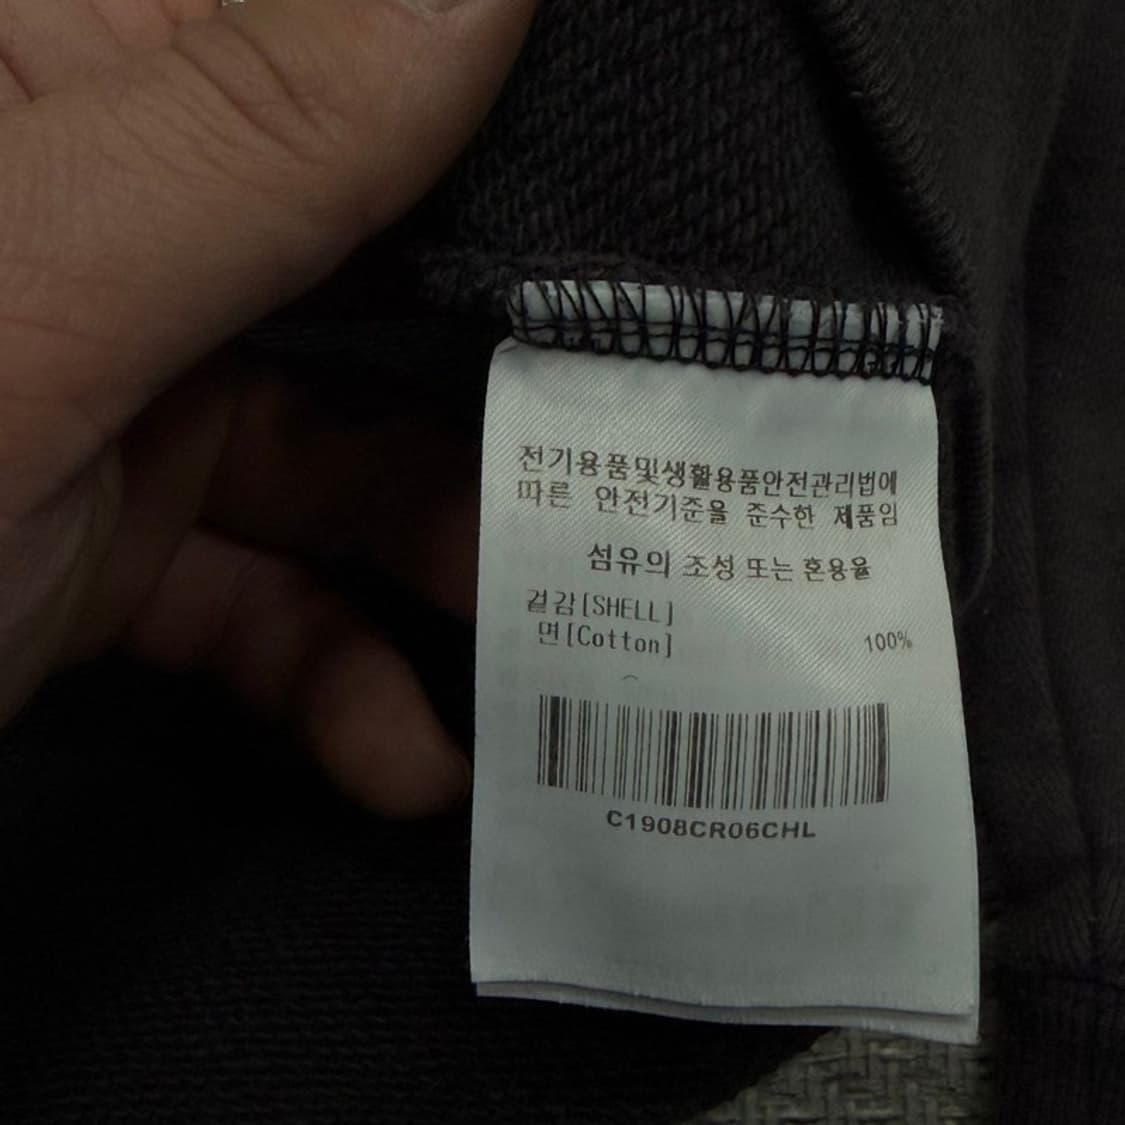 전기용품및생활용품안전관리법에
따른 안전기준을 준수한 제품임
섬유의 조성 또는 혼용율
겉감[SHELL]
면[Cotton] 100%
C1908CR06CHL